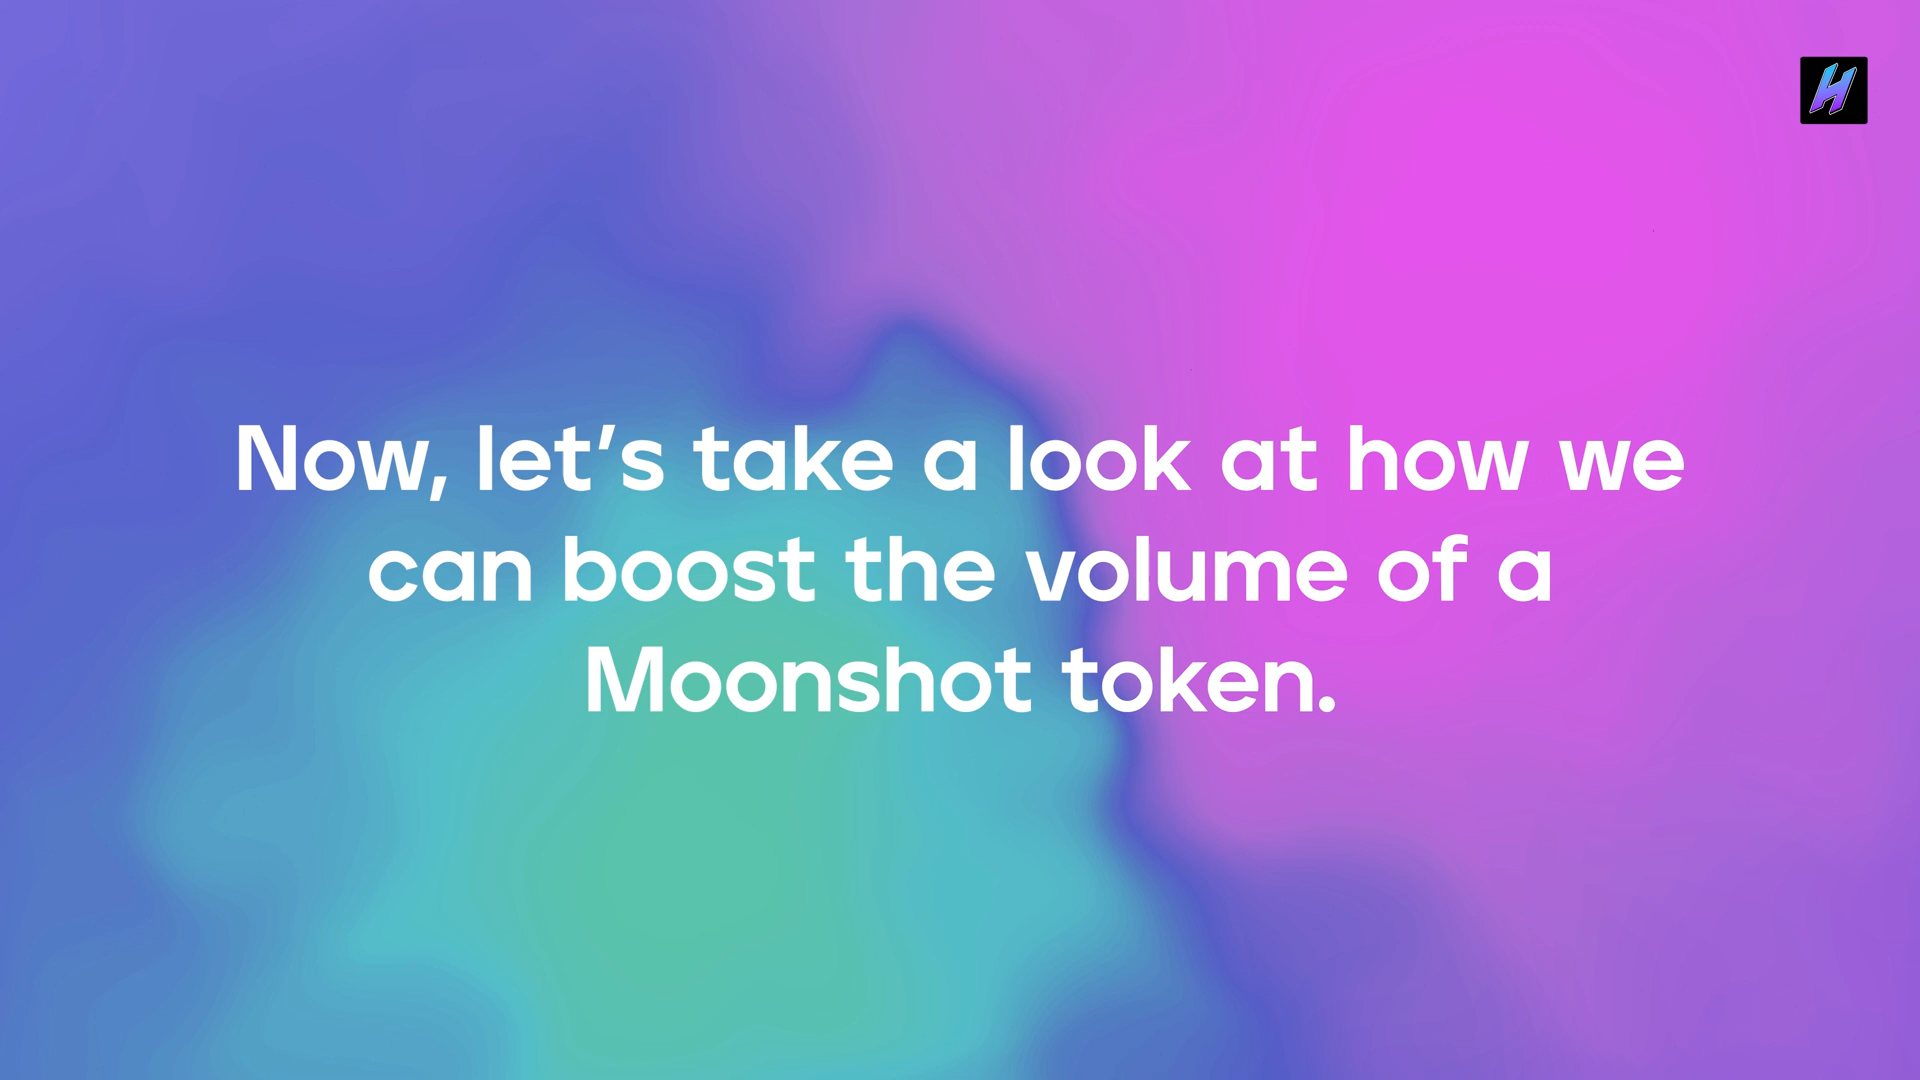 Now, let’s take a look at how we
can boost the volume of a
Moonshot token.